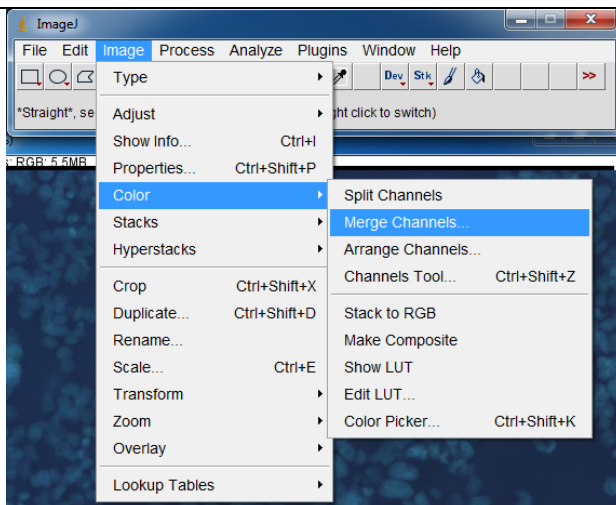 ImageJ
File Edit Image Process Analyze Plugins Window Help
Dev Stk >>
*Straight*, se
ht click to switch)
: RGB: 5.5MB
Type
Adjust
Show Info... Ctrl+I
Properties... Ctrl+Shift+P
Color
Stacks
Hyperstacks
Crop Ctrl+Shift+X
Duplicate... Ctrl+Shift+D
Rename...
Scale... Ctrl+E
Transform
Zoom
Overlay
Lookup Tables
Split Channels
Merge Channels...
Arrange Channels...
Channels Tool... Ctrl+Shift+Z
Stack to RGB
Make Composite
Show LUT
Edit LUT...
Color Picker... Ctrl+Shift+K